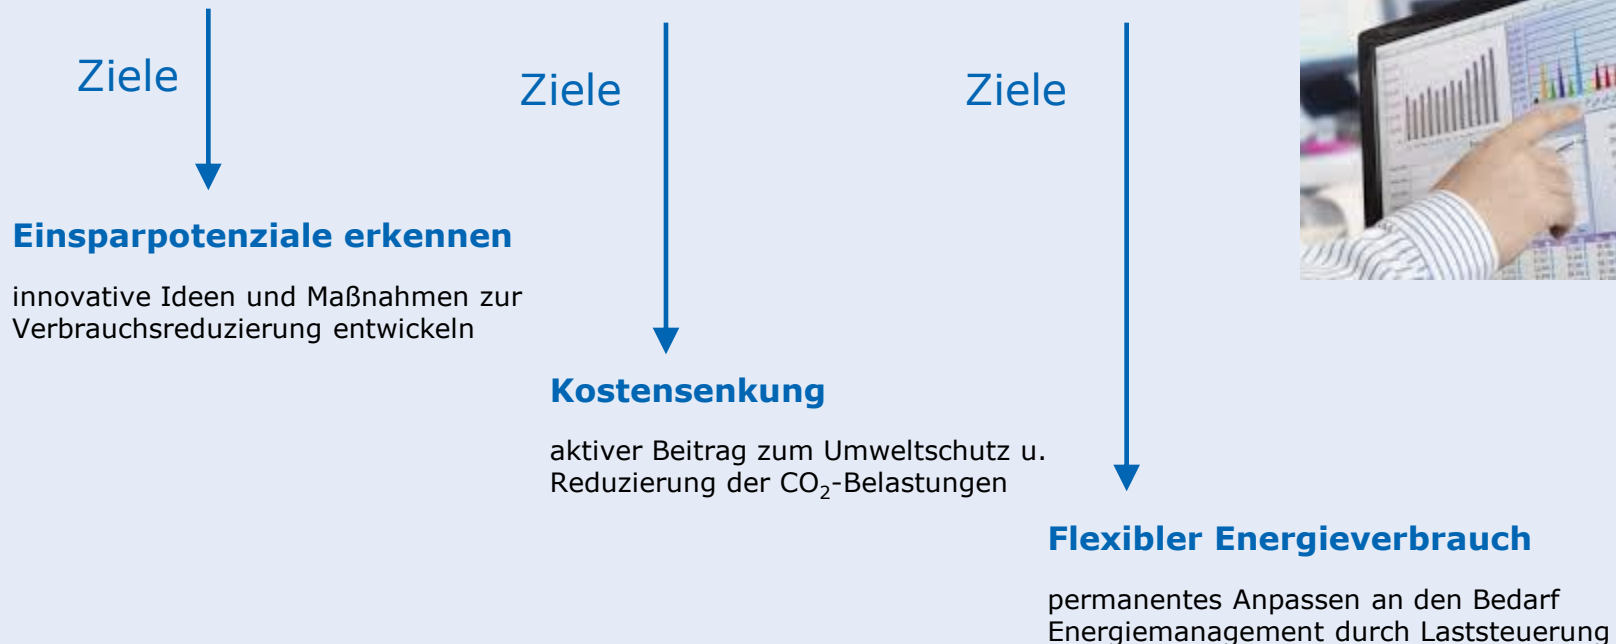 Ziele
Ziele
Ziele
Einsparpotenziale erkennen
innovative Ideen und Maßnahmen zur
Verbrauchsreduzierung entwickeln
Kostensenkung
aktiver Beitrag zum Umweltschutz u.
Reduzierung der CO₂-Belastungen
Flexibler Energieverbrauch
permanentes Anpassen an den Bedarf
Energiemanagement durch Laststeuerung